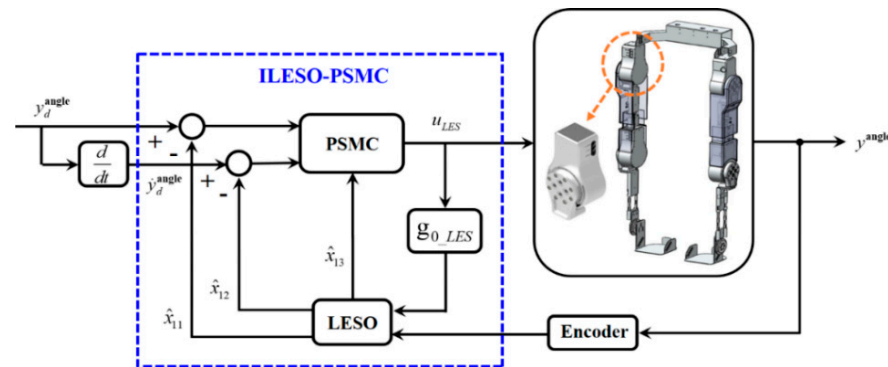 ILESO-PSMC
y_d^angle
+
-
PSMC
u_LES
y^angle
d
dt
ẏ_d^angle
+
-
g_0_LES
x̂_13
x̂_12
x̂_11
LESO
Encoder